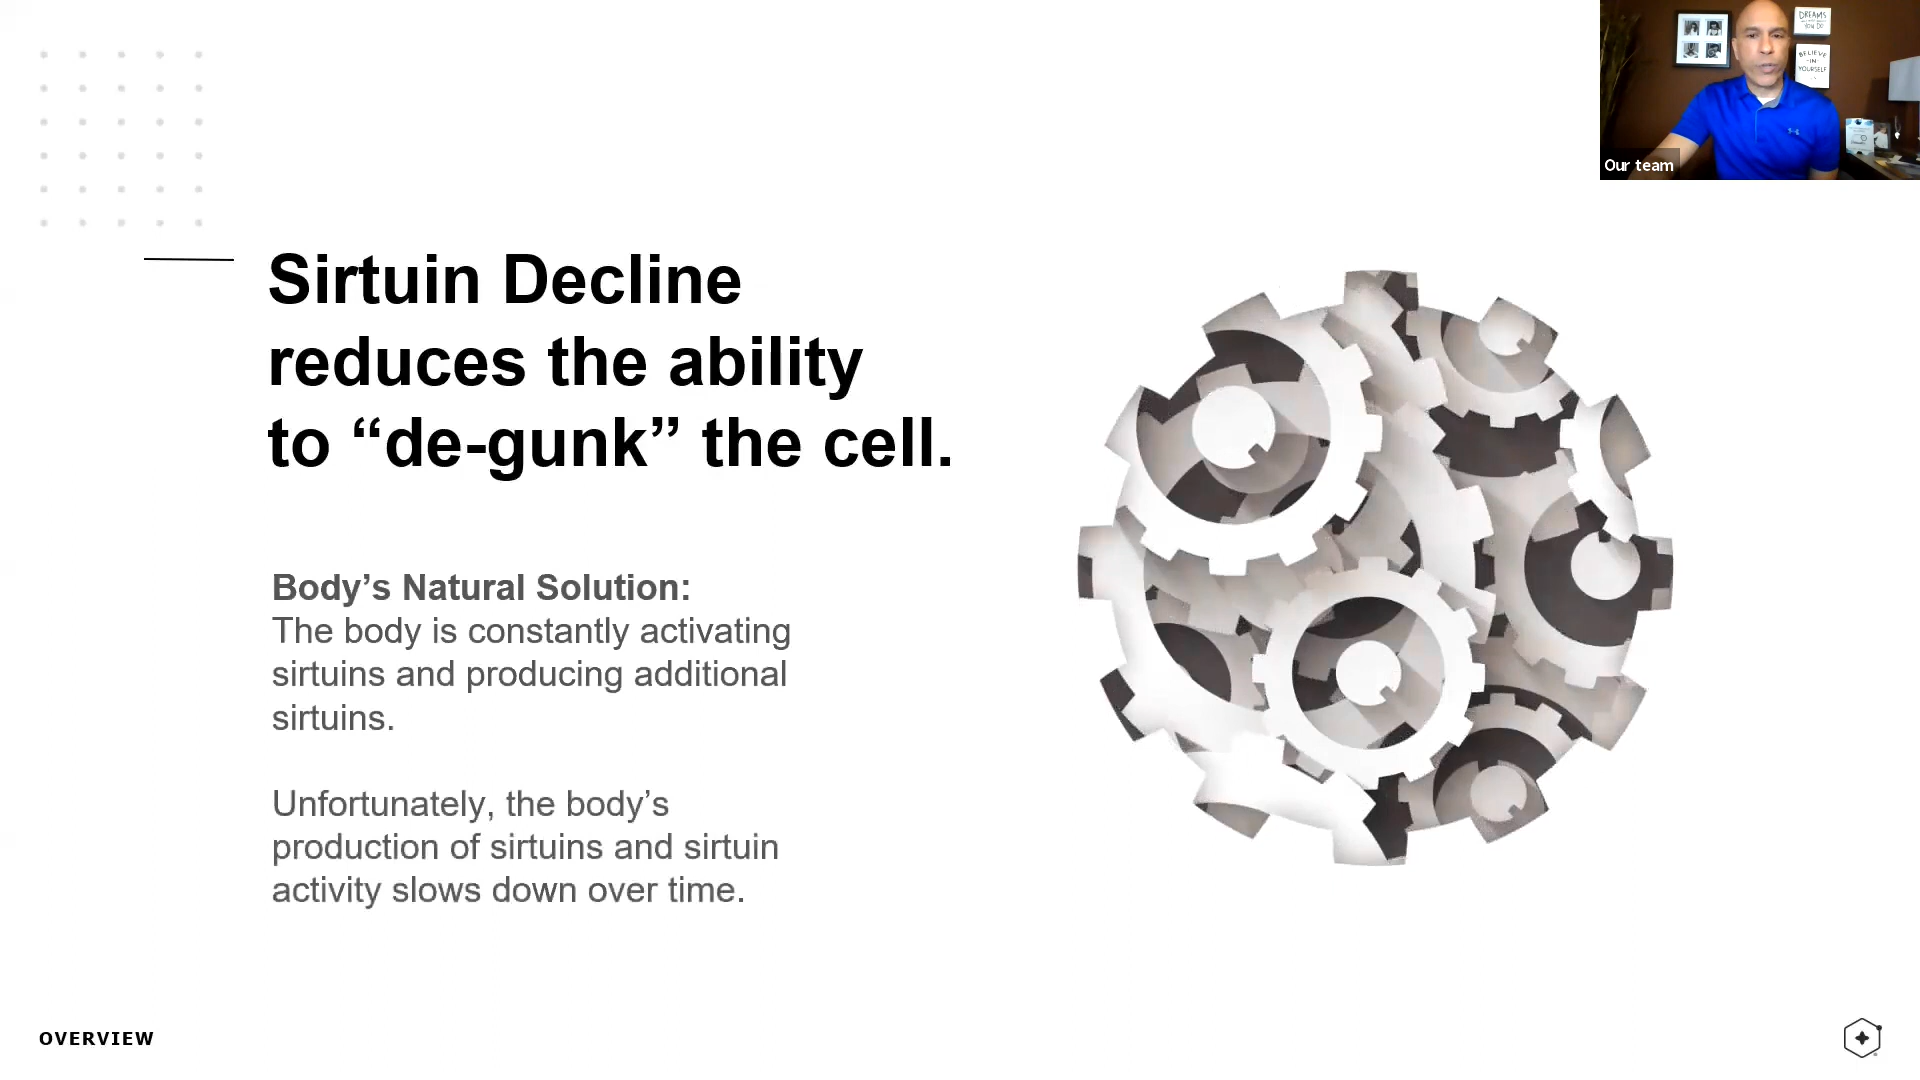 DREAMS
YOU DO
BELIEVE
-IN-
YOURSELF
Our team
Sirtuin Decline
reduces the ability
to “de-gunk” the cell.
Body’s Natural Solution:
The body is constantly activating
sirtuins and producing additional
sirtuins.
Unfortunately, the body’s
production of sirtuins and sirtuin
activity slows down over time.
OVERVIEW